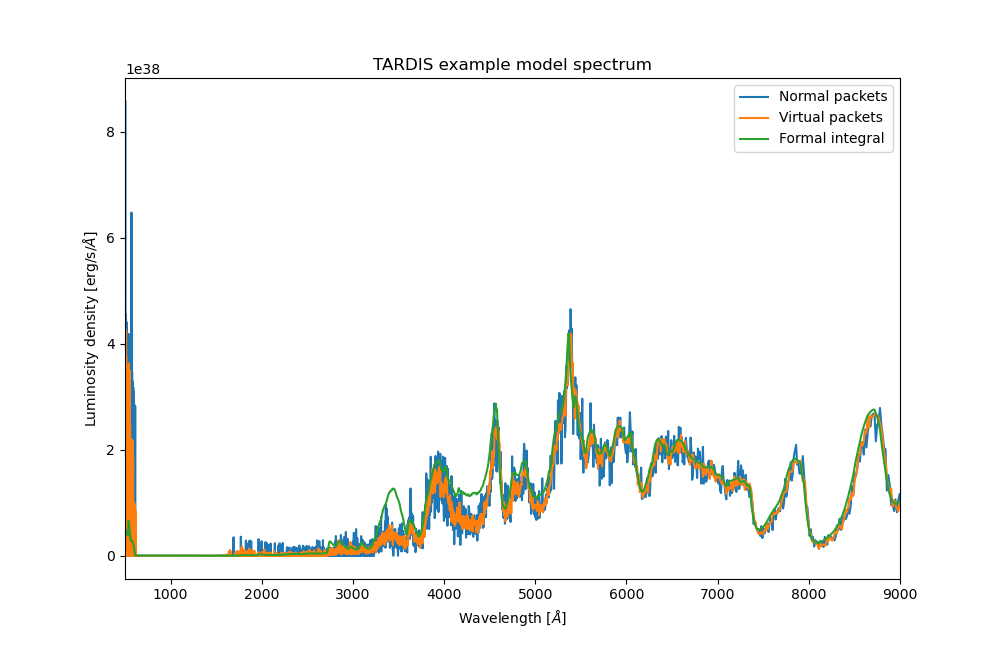 TARDIS example model spectrum
1e38
Normal packets
Virtual packets
Formal integral
8
6
4
2
0
Luminosity density [erg/s/Å]
1000 2000 3000 4000 5000 6000 7000 8000 9000
Wavelength [Å]